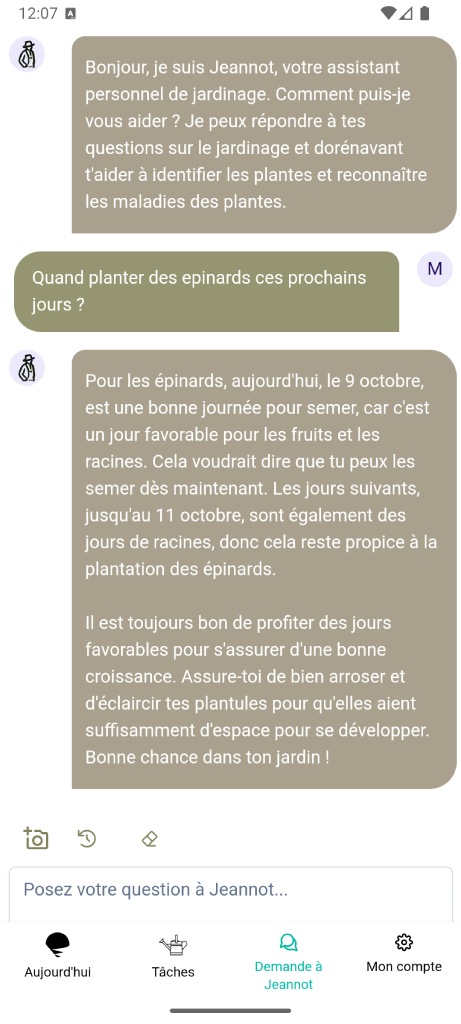 12:07
Bonjour, je suis Jeannot, votre assistant
personnel de jardinage. Comment puis-je
vous aider ? Je peux répondre à tes
questions sur le jardinage et dorénavant
t'aider à identifier les plantes et reconnaître
les maladies des plantes.
M
Quand planter des epinards ces prochains
jours ?
Pour les épinards, aujourd'hui, le 9 octobre,
est une bonne journée pour semer, car c'est
un jour favorable pour les fruits et les
racines. Cela voudrait dire que tu peux les
semer dès maintenant. Les jours suivants,
jusqu'au 11 octobre, sont également des
jours de racines, donc cela reste propice à la
plantation des épinards.
Il est toujours bon de profiter des jours
favorables pour s'assurer d'une bonne
croissance. Assure-toi de bien arroser et
d'éclaircir tes plantules pour qu'elles aient
suffisamment d'espace pour se développer.
Bonne chance dans ton jardin !
Posez votre question à Jeannot...
Aujourd'hui
Tâches
Demande à
Jeannot
Mon compte